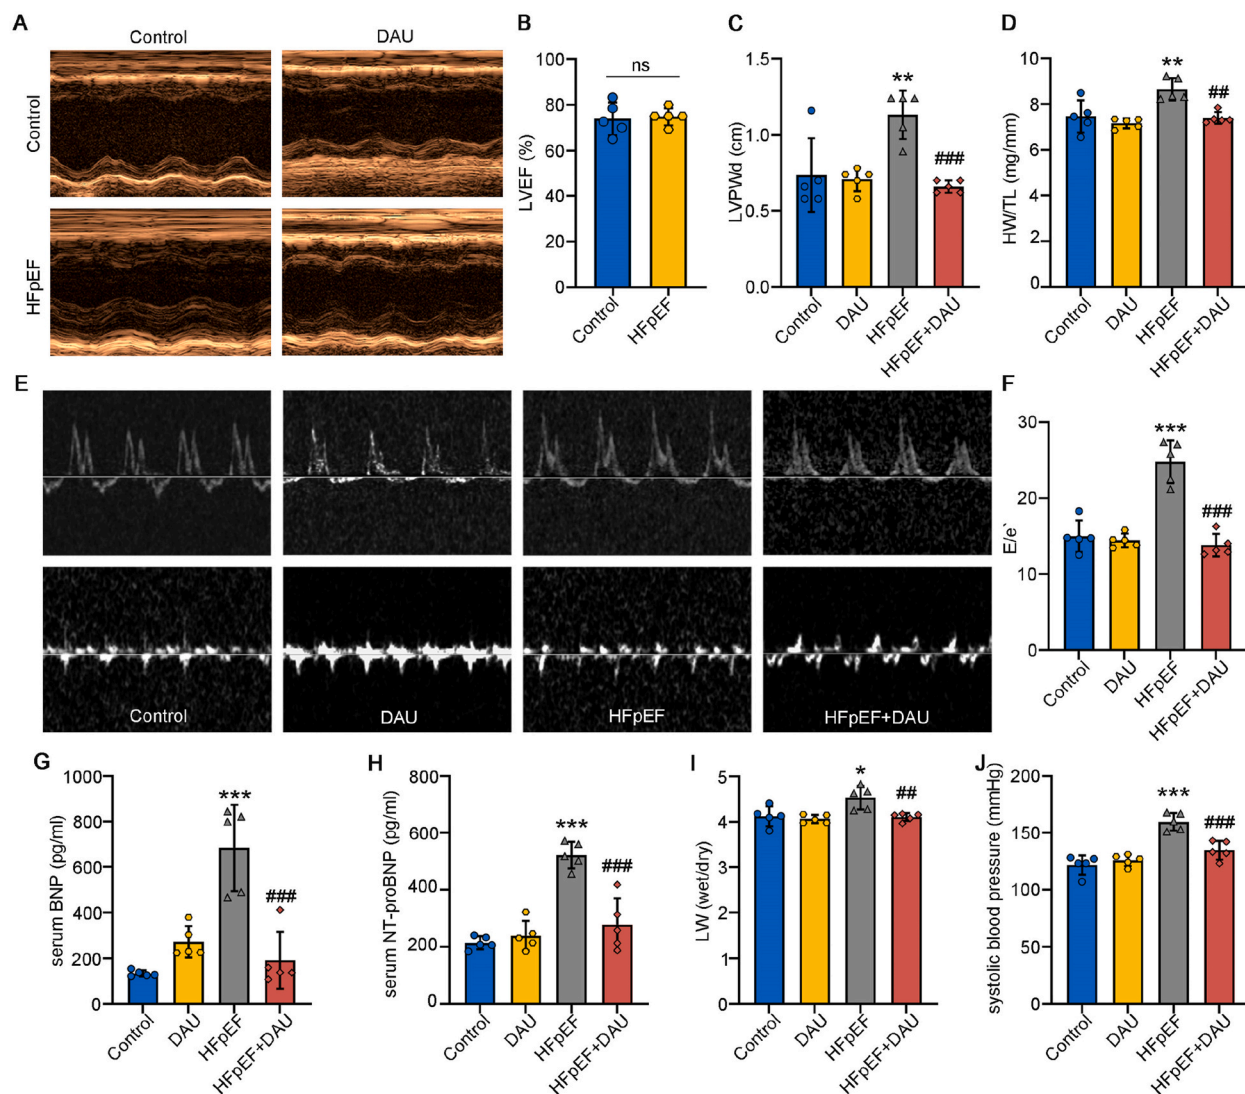 A
Control
DAU
Control
HFpEF
B
LVEF (%)
100
80
60
40
20
0
ns
Control
HFpEF
C
LVPWd (cm)
1.5
1.0
0.5
0.0
**
###
Control
DAU
HFpEF
HFpEF+DAU
D
HW/TL (mg/mm)
10
8
6
4
2
0
**
##
Control
DAU
HFpEF
HFpEF+DAU
E
Control
DAU
HFpEF
HFpEF+DAU
F
E/e`
30
20
10
0
***
###
Control
DAU
HFpEF
HFpEF+DAU
G
serum BNP (pg/ml)
1000
800
600
400
200
0
***
###
Control
DAU
HFpEF
HFpEF+DAU
H
serum NT-proBNP (pg/ml)
800
600
400
200
0
***
###
Control
DAU
HFpEF
HFpEF+DAU
I
LW (wet/dry)
5
4
3
2
1
0
*
##
Control
DAU
HFpEF
HFpEF+DAU
J
systolic blood pressure (mmHg)
200
150
100
50
0
***
###
Control
DAU
HFpEF
HFpEF+DAU